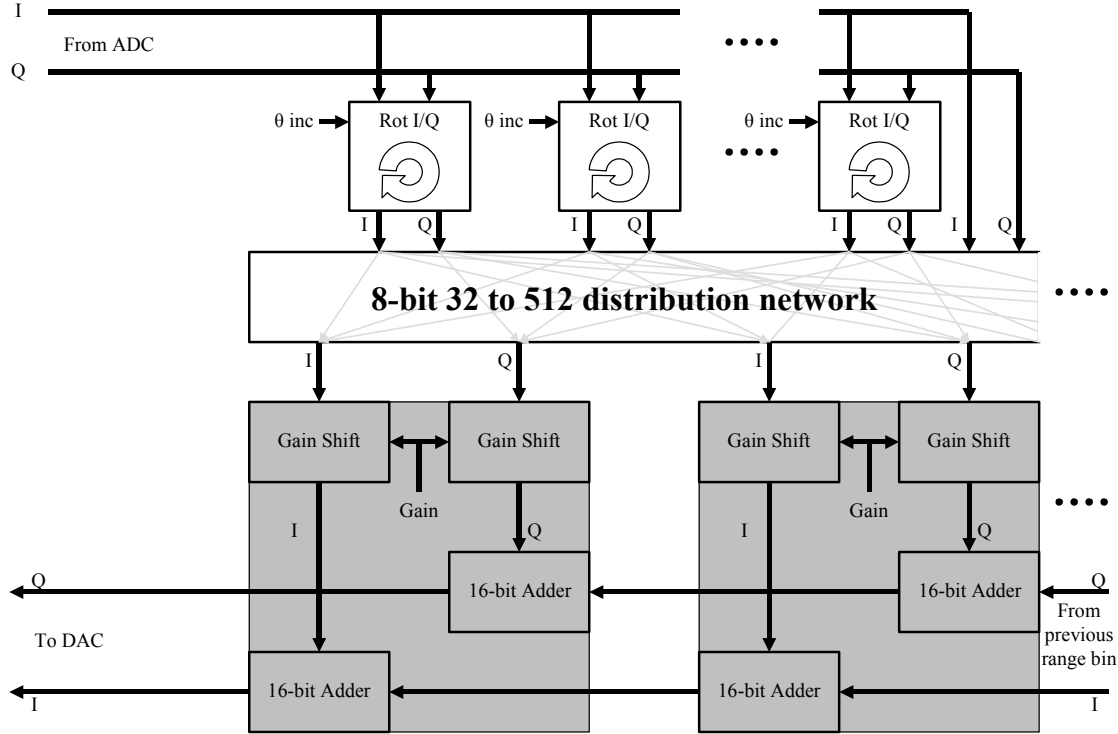 I
From ADC
Q
θ inc
Rot I/Q
θ inc
Rot I/Q
θ inc
Rot I/Q
I
Q
I
Q
I
Q
I
Q
8-bit 32 to 512 distribution network
I
Q
I
Q
Gain Shift
Gain Shift
Gain Shift
Gain Shift
Gain
Gain
I
Q
I
Q
Q
16-bit Adder
16-bit Adder
Q
From
previous
range bin
To DAC
16-bit Adder
16-bit Adder
I
I